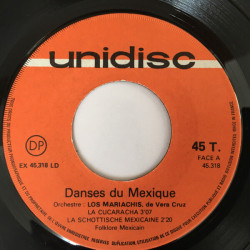 unidisc
DP
45 T.
EX 45.318 LD
FACE A
45.318
Danses du Mexique
Orchestre : LOS MARIACHIS, de Vera Cruz
LA CUCARACHA 3'07
LA SCHOTTISCHE MEXICAINE 2'20
Folklore Mexicain